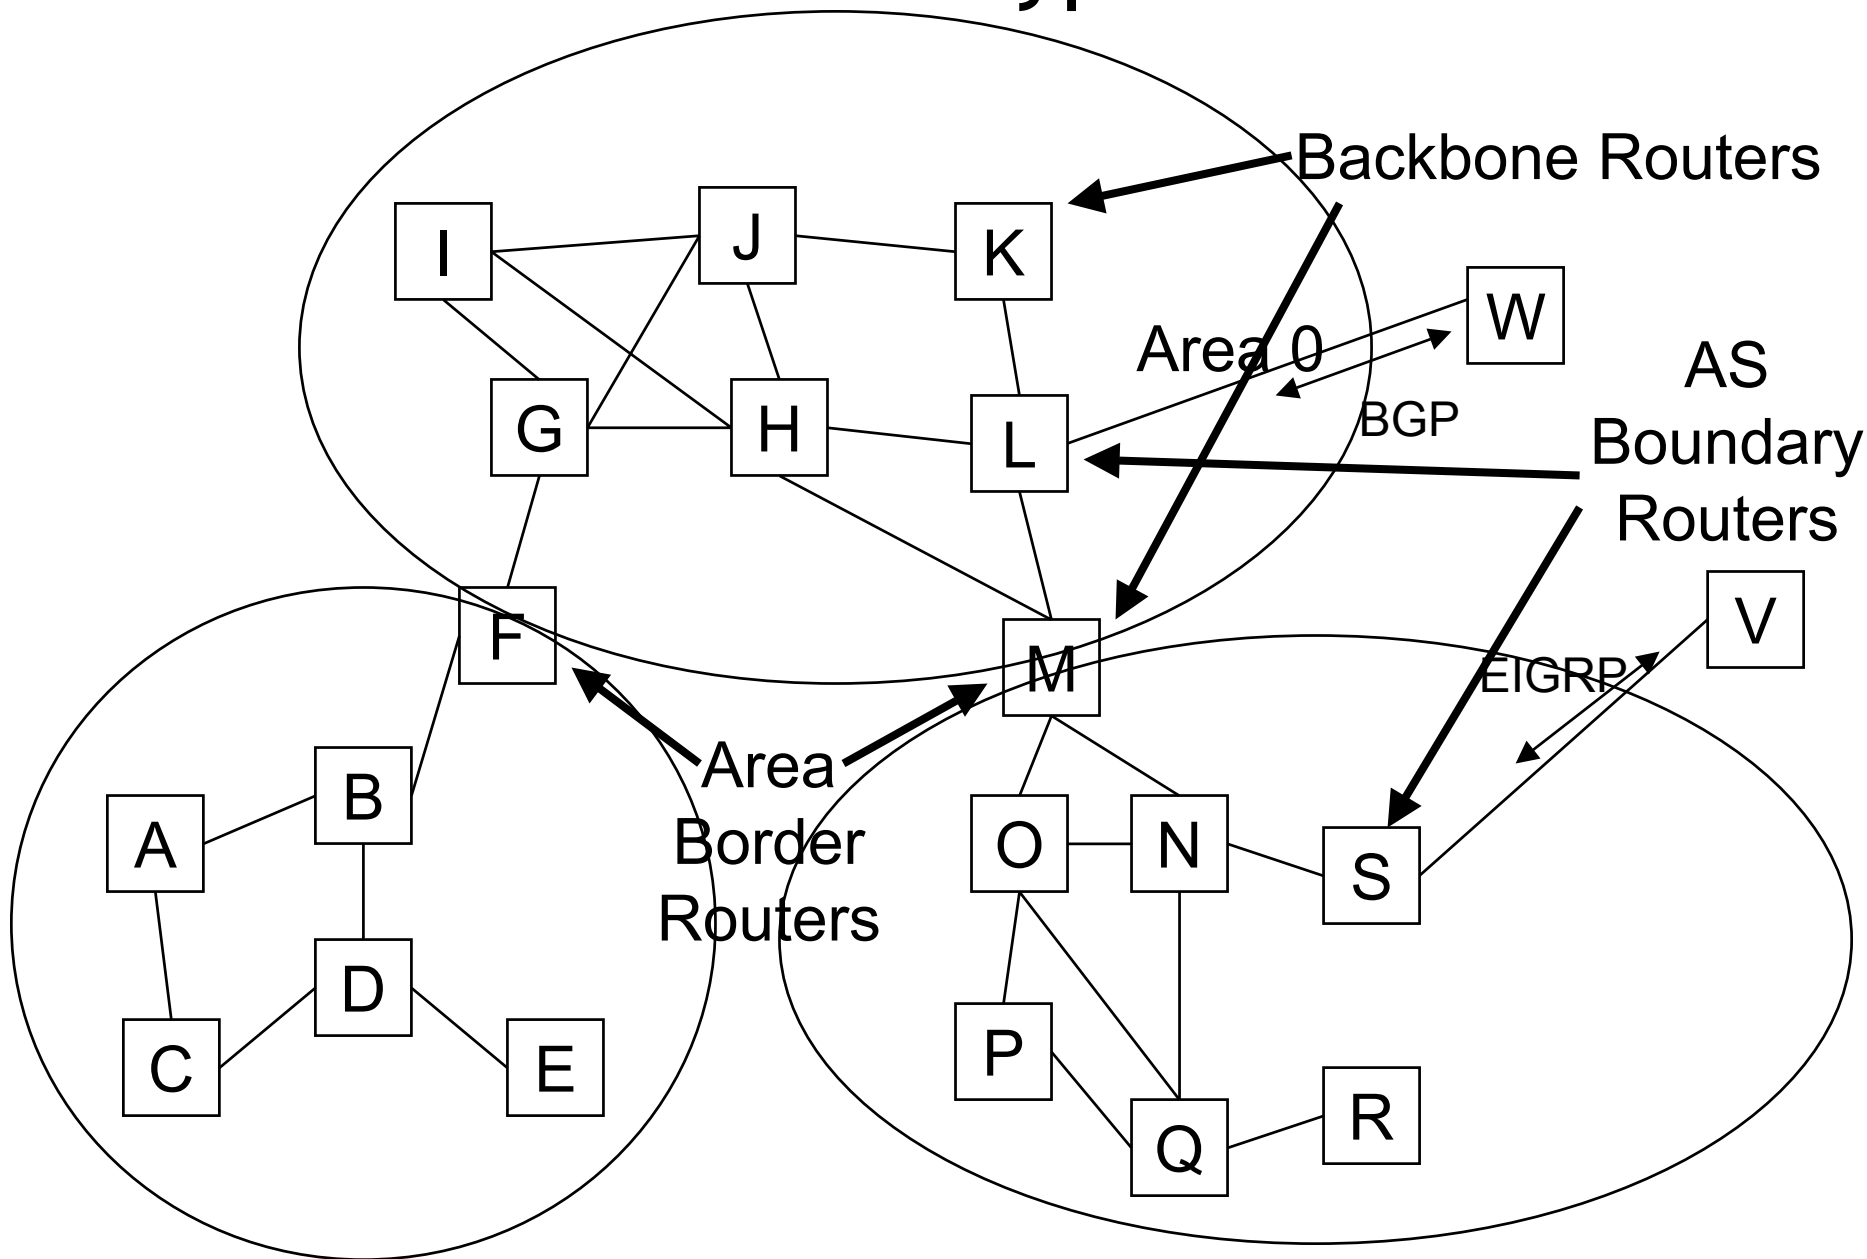 Backbone Routers
I
J
K
W
Area 0
AS
Boundary
Routers
BGP
G
H
L
F
M
V
EIGRP
Area
Border
Routers
A
B
O
N
S
C
D
E
P
Q
R